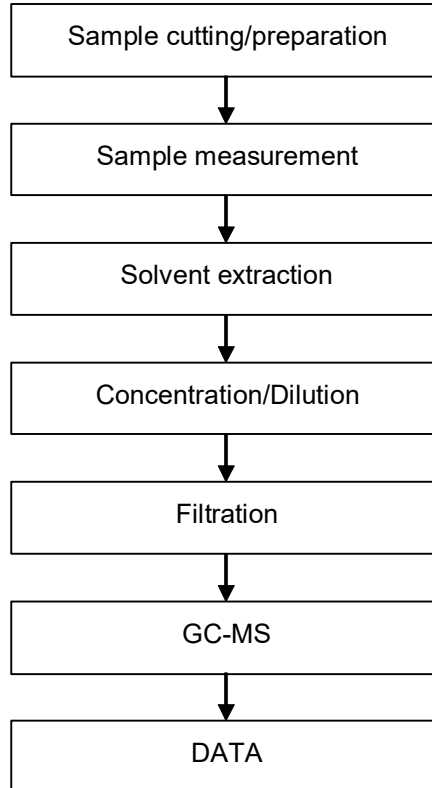 Sample cutting/preparation
Sample measurement
Solvent extraction
Concentration/Dilution
Filtration
GC-MS
DATA